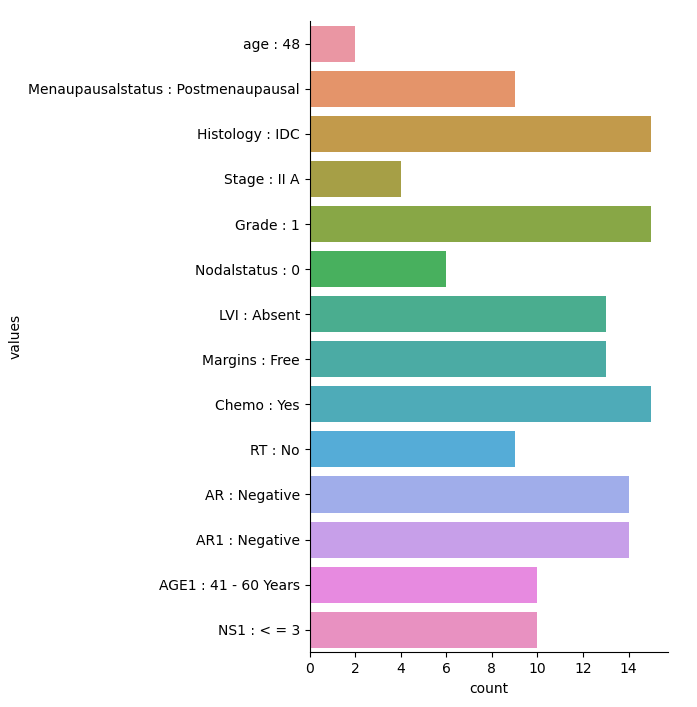 age : 48
Menaupausalstatus : Postmenaupausal
Histology : IDC
Stage : II A
Grade : 1
Nodalstatus : 0
LVI : Absent
Margins : Free
Chemo : Yes
RT : No
AR : Negative
AR1 : Negative
AGE1 : 41 - 60 Years
NS1 : < = 3
values
0 2 4 6 8 10 12 14
count